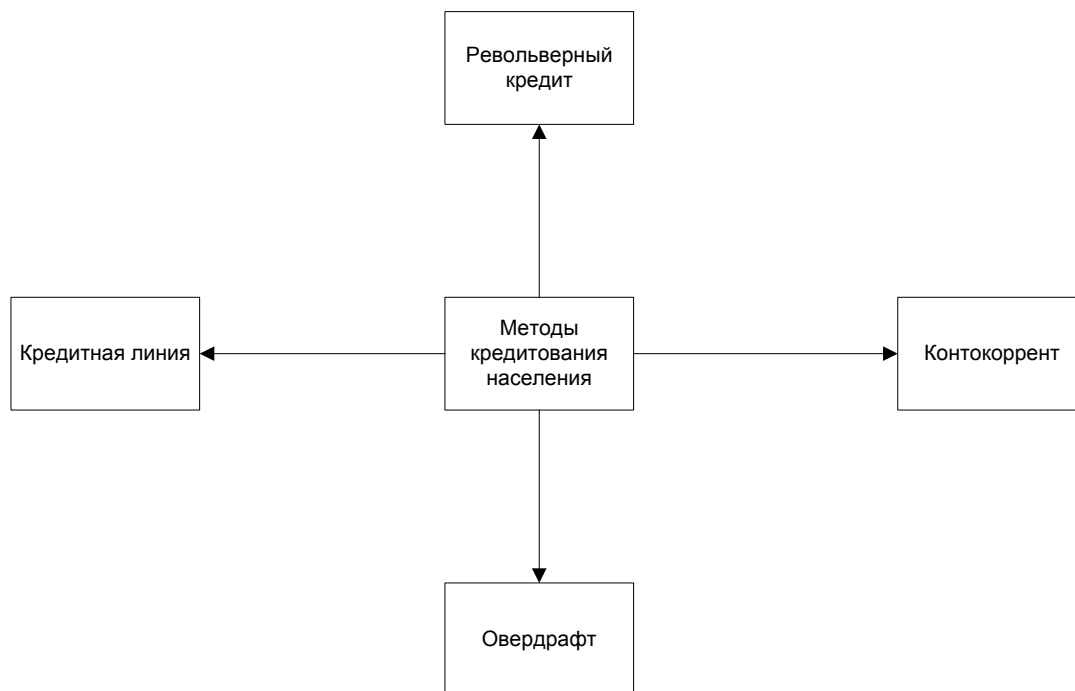 Револьверный
кредит
Кредитная линия
Методы
кредитования
населения
Контокоррент
Овердрафт